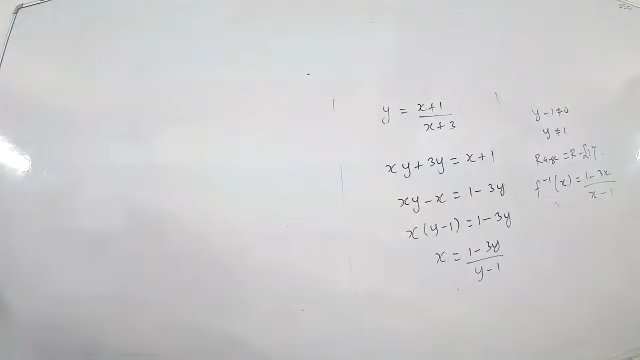 y = x+1 / x+3
xy+3y = x+1
xy-x = 1-3y
x(y-1) = 1-3y
x = 1-3y / y-1
y-1≠0
y≠1
Range = R-{1}.
f⁻¹(x) = 1-3x / x-1